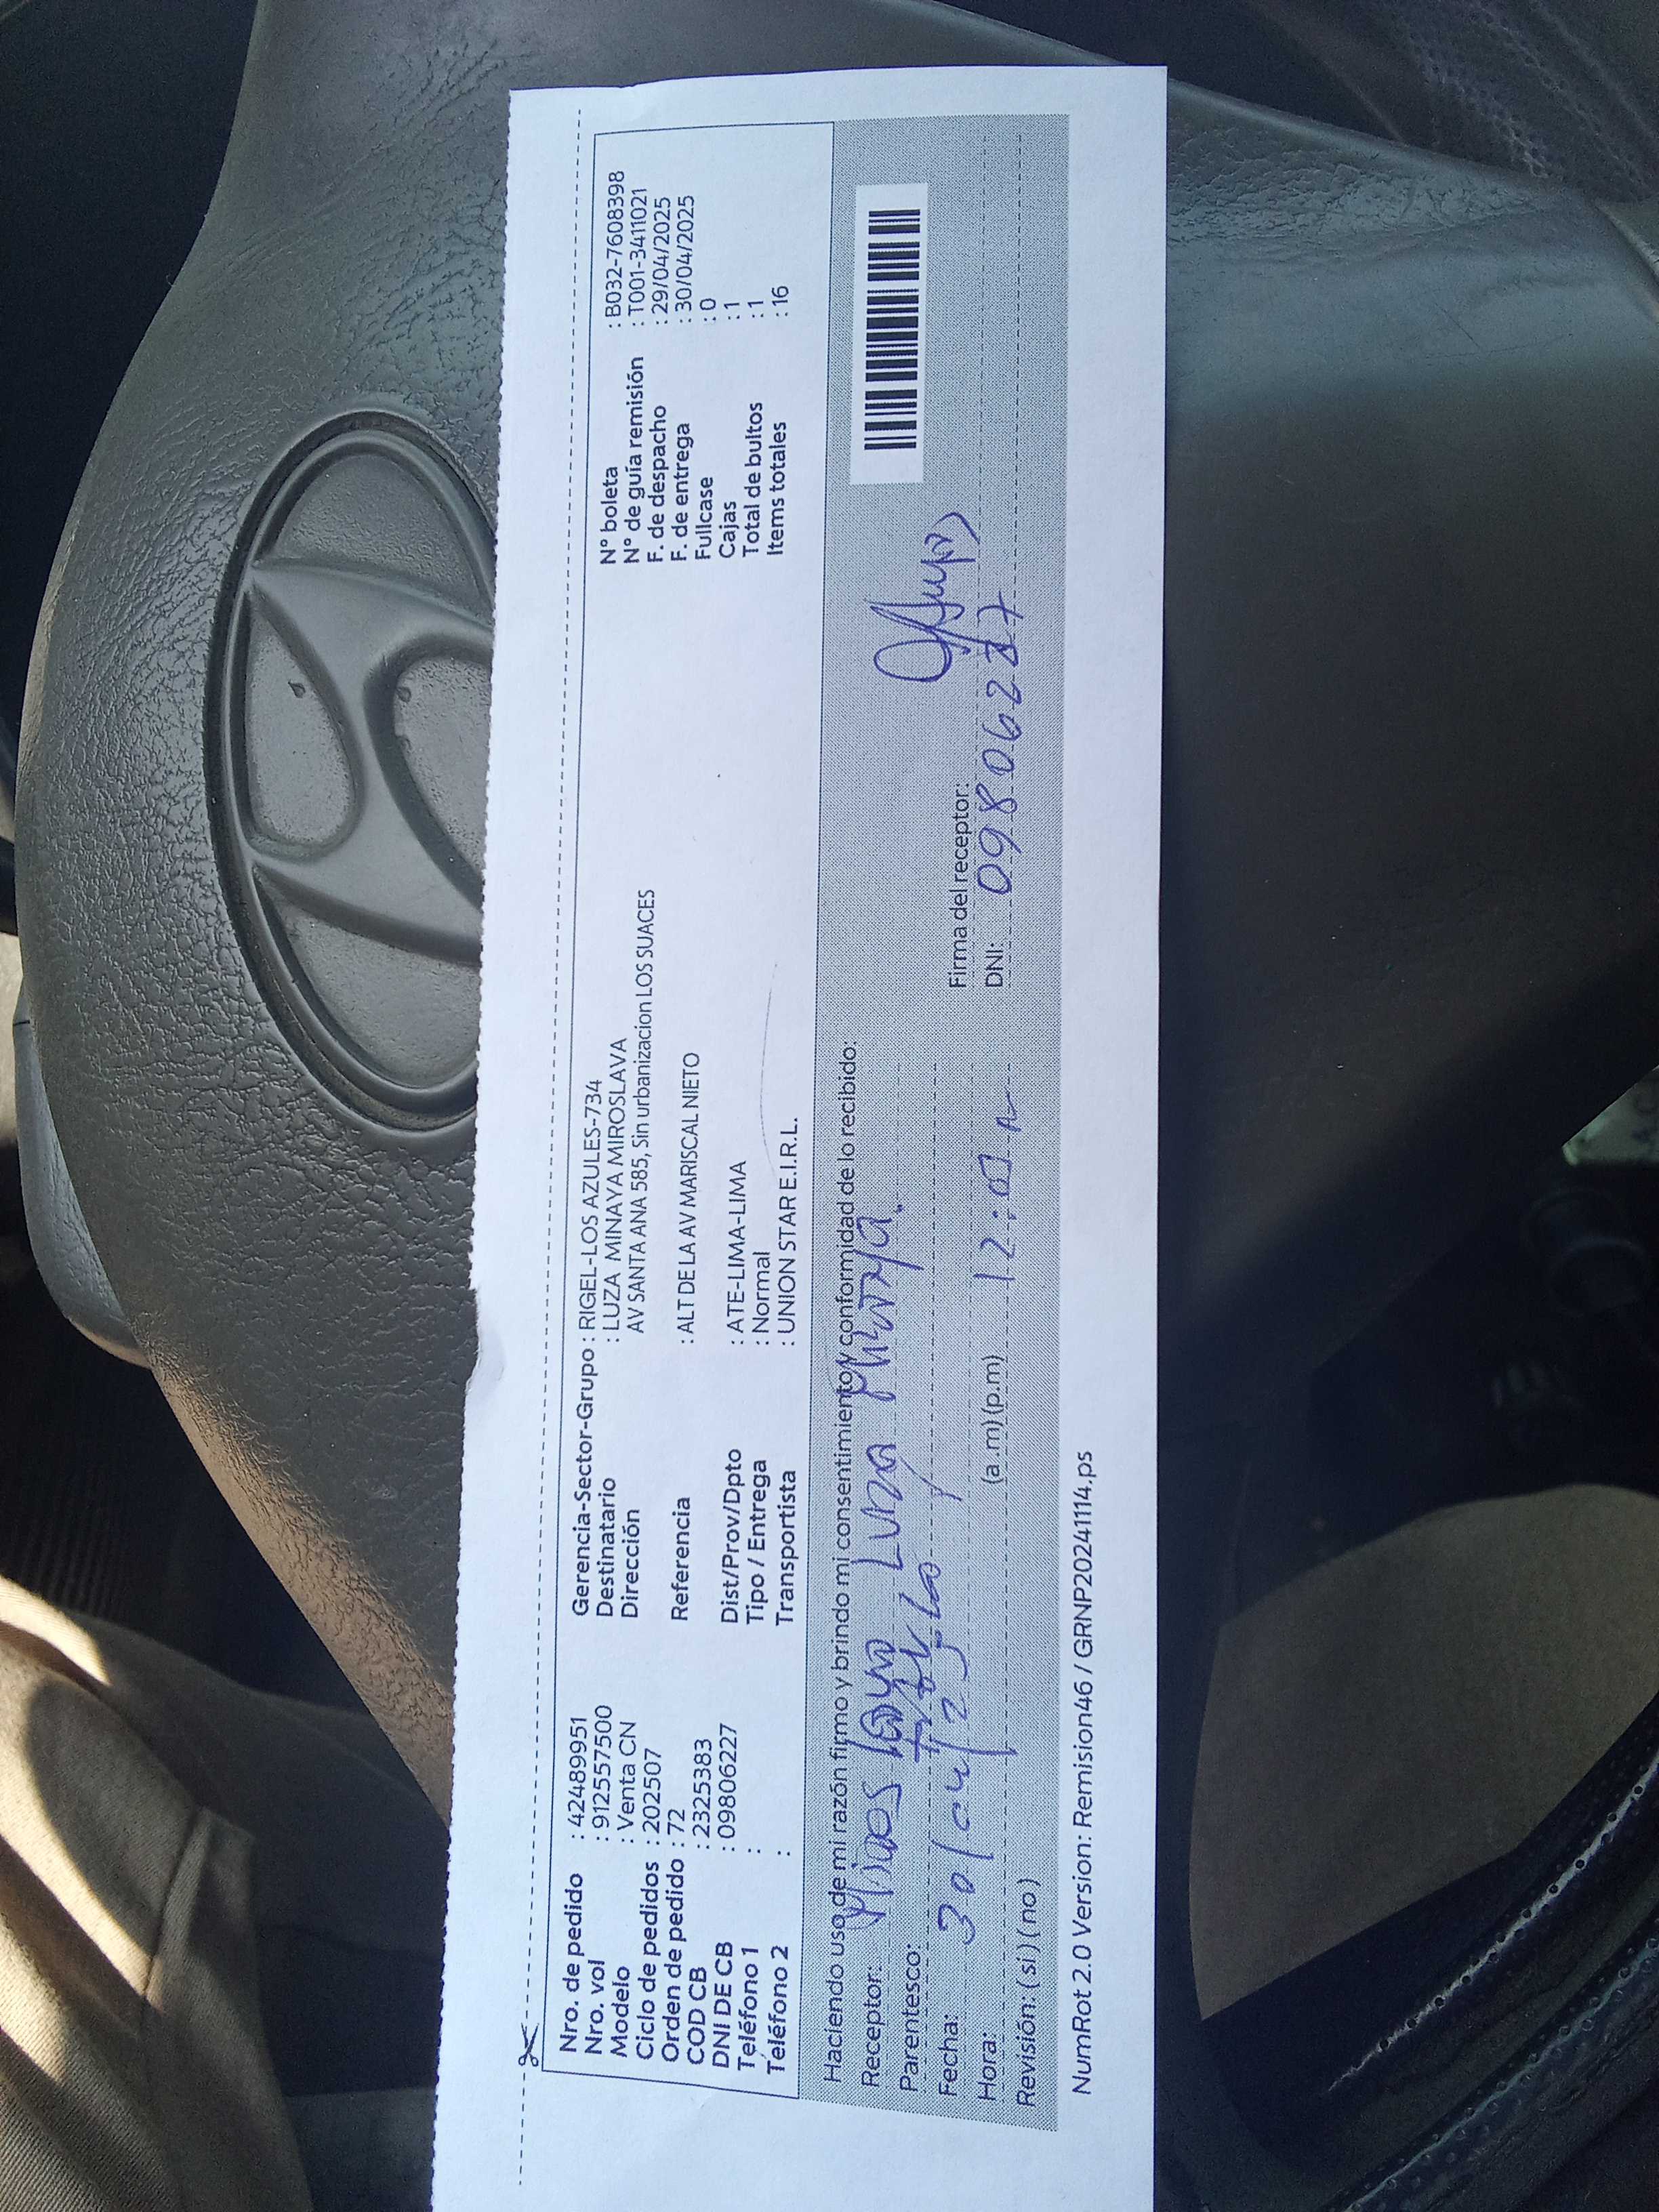 Nro. de pedido : 42489951
Nro. vol : 912557500
Modelo : Venta CN
Ciclo de pedidos : 202507
Orden de pedido : 72
COD CB : 2325383
DNI DE CB : 09806227
Teléfono 1 :
Teléfono 2 :
Gerencia-Sector-Grupo : RIGEL-LOS AZULES-734
Destinatario : LUZA MINAYA MIROSLAVA
Dirección AV SANTA ANA 585, Sin urbanizacion LOS SUACES
Referencia : ALT DE LA AV MARISCAL NIETO
Dist/Prov/Dpto : ATE-LIMA-LIMA
Tipo / Entrega : Normal
Transportista : UNION STAR E.I.R.L.
N° boleta : B032-7608398
N° de guía remisión : T001-3411021
F. de despacho : 29/04/2025
F. de entrega : 30/04/2025
Fullcase : 0
Cajas : 1
Total de bultos : 1
Items totales : 16
Haciendo uso de mi razón firmo y brindo mi consentimiento y conformidad de lo recibido:
Receptor: Luza
Parentesco:
Fecha: 30/04/25
Firma del receptor:
Hora: (a.m) (p.m) 12:
DNI: 09806227
Revisión: (si) (no)
NumRot 2.0 Version: Remision46 / GRNP20241114.ps